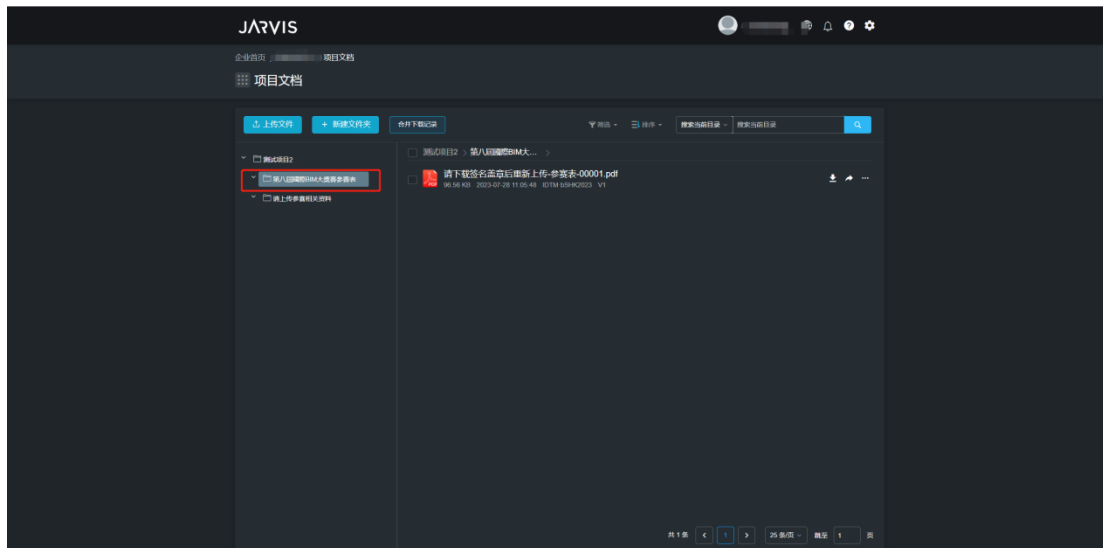 JARVIS
企业首页 项目文档
项目文档
上传文件 + 新建文件夹 合并下载记录 筛选 排序 搜索当前目录 搜索当前目录
测试项目2 > 第八届國際BIM大... >
测试项目2
第八届國際BIM大赛赛参赛表
请上传参赛相关资料
请下载签名盖章后重新上传-参赛表-00001.pdf
96.56 KB 2023-07-28 11:05:48 IDTM bSHK2023 V1
共1条 < 1 > 25 条/页 跳至 1 页